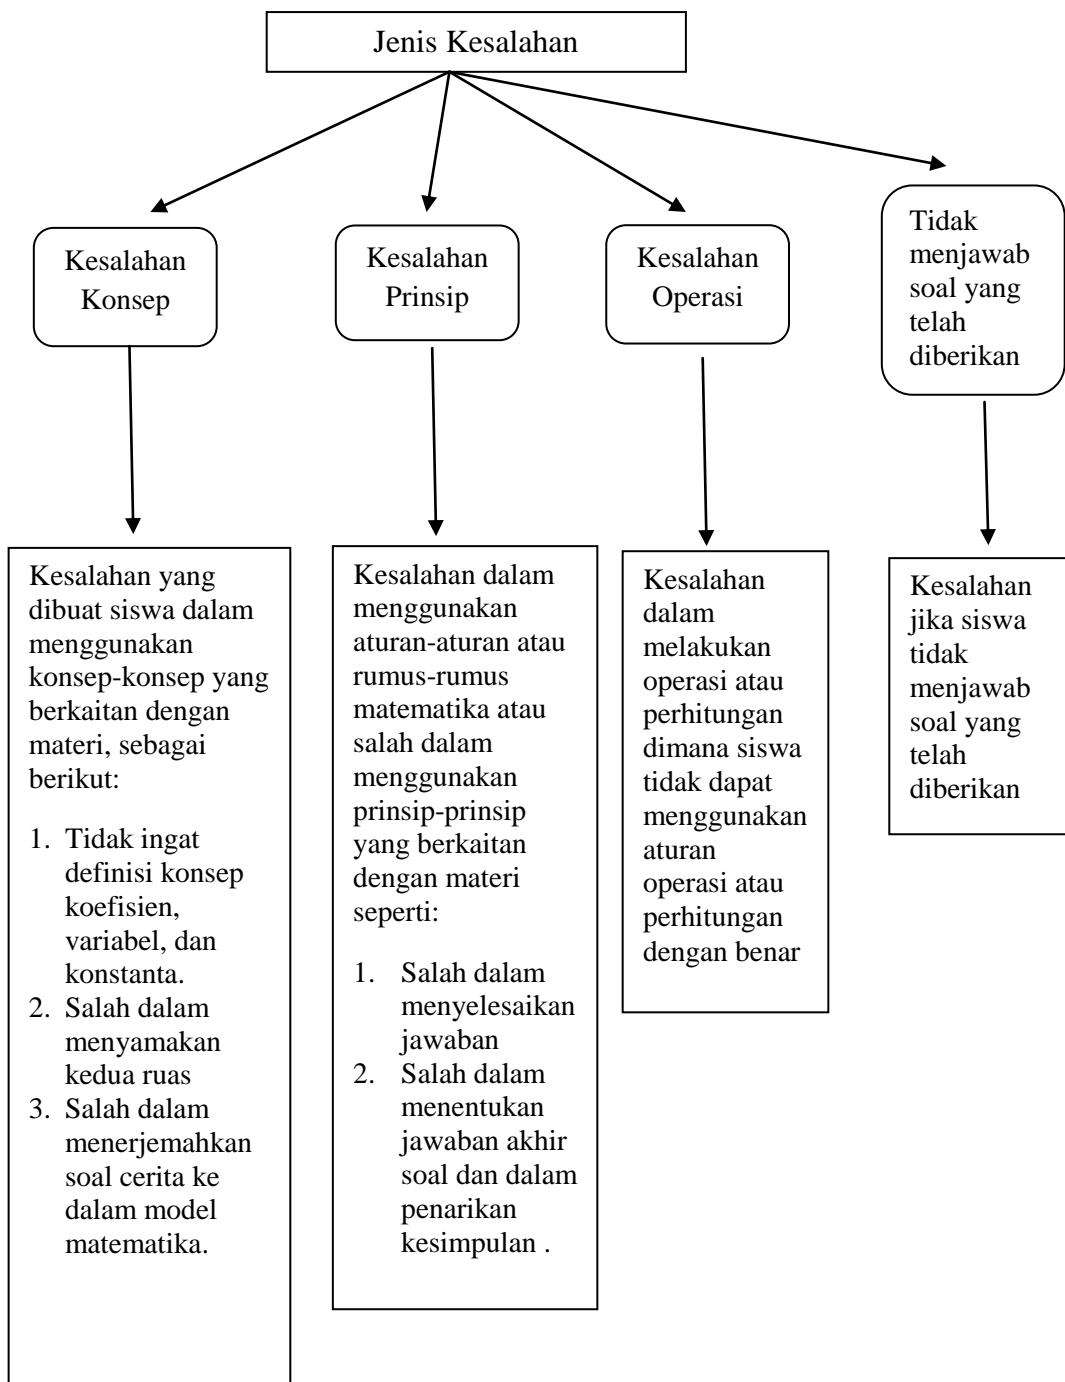 Jenis Kesalahan
Kesalahan
Konsep
Kesalahan
Prinsip
Kesalahan
Operasi
Tidak
menjawab
soal yang
telah
diberikan
Kesalahan yang
dibuat siswa dalam
menggunakan
konsep-konsep yang
berkaitan dengan
materi, sebagai
berikut:
1. Tidak ingat
definisi konsep
koefisien,
variabel, dan
konstanta.
2. Salah dalam
menyamakan
kedua ruas
3. Salah dalam
menerjemahkan
soal cerita ke
dalam model
matematika.
Kesalahan dalam
menggunakan
aturan-aturan atau
rumus-rumus
matematika atau
salah dalam
menggunakan
prinsip-prinsip
yang berkaitan
dengan materi
seperti:
1. Salah dalam
menyelesaikan
jawaban
2. Salah dalam
menentukan
jawaban akhir
soal dan dalam
penarikan
kesimpulan .
Kesalahan
dalam
melakukan
operasi atau
perhitungan
dimana siswa
tidak dapat
menggunakan
aturan
operasi atau
perhitungan
dengan benar
Kesalahan
jika siswa
tidak
menjawab
soal yang
telah
diberikan